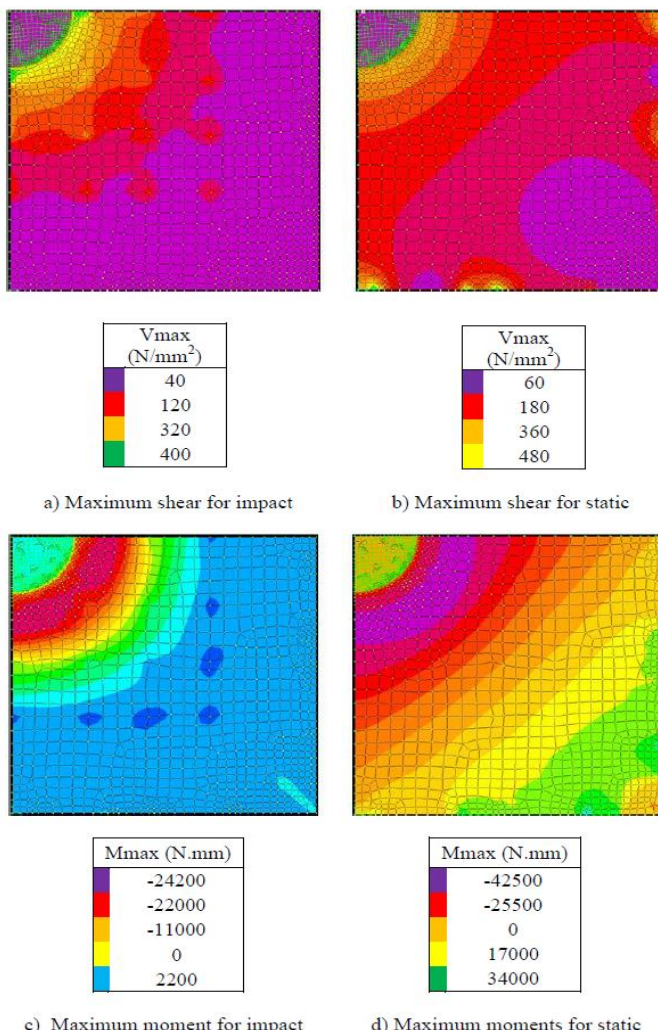 Vmax
(N/mm²)
40
120
320
400
Vmax
(N/mm²)
60
180
360
480
a) Maximum shear for impact
b) Maximum shear for static
Mmax (N.mm)
-24200
-22000
-11000
0
2200
Mmax (N.mm)
-42500
-25500
0
17000
34000
c) Maximum moment for impact
d) Maximum moments for static